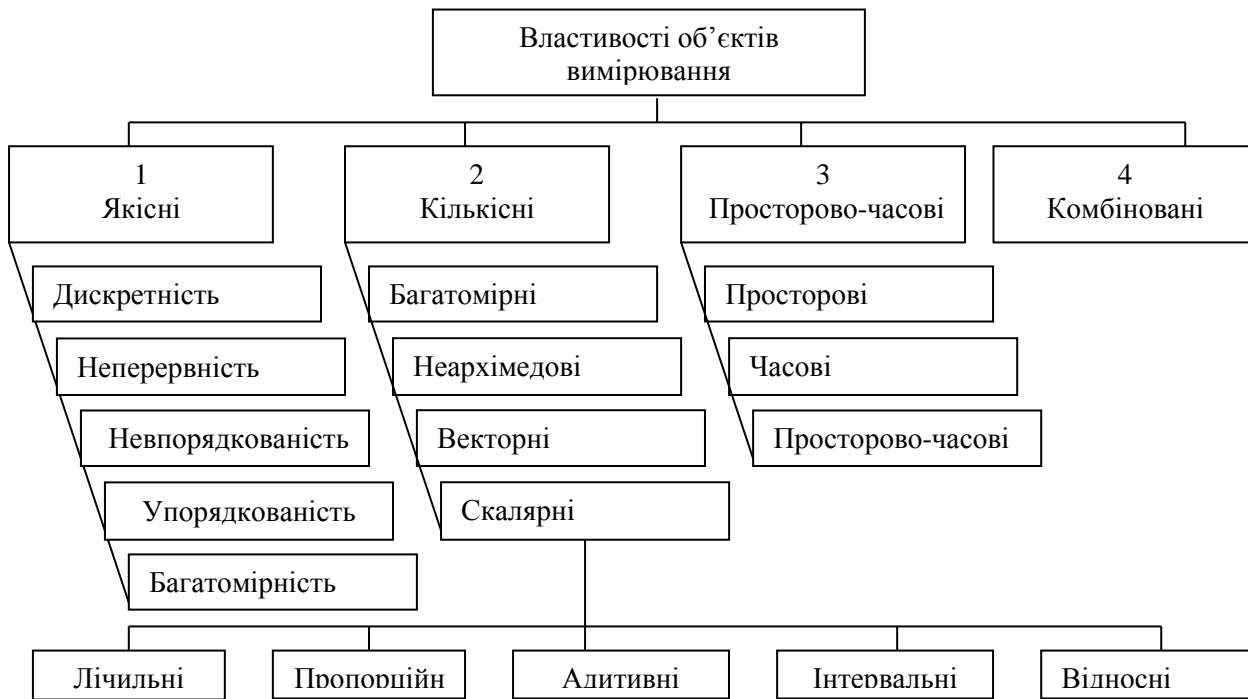 Властивості об’єктів
вимірювання
1
Якісні
2
Кількісні
3
Просторово-часові
4
Комбіновані
Дискретність
Неперервність
Невпорядкованість
Упорядкованість
Багатомірність
Багатомірні
Неархімедові
Векторні
Скалярні
Просторові
Часові
Просторово-часові
Лічильні
Пропорційн
Адитивні
Інтервальні
Відносні